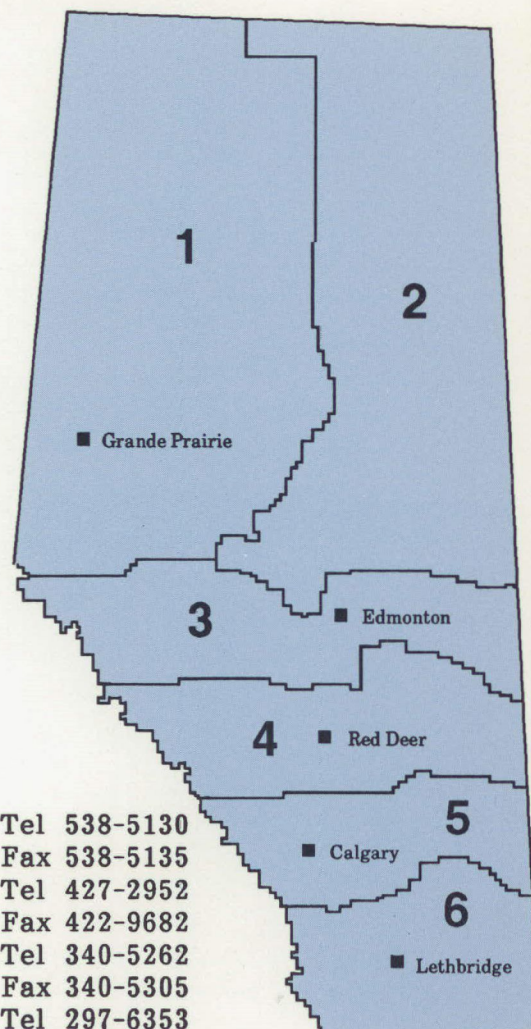 1
2
Grande Prairie
3
Edmonton
4
Red Deer
5
Calgary
6
Lethbridge
Tel 538-5130
Fax 538-5135
Tel 427-2952
Fax 422-9682
Tel 340-5262
Fax 340-5305
Tel 297-6353